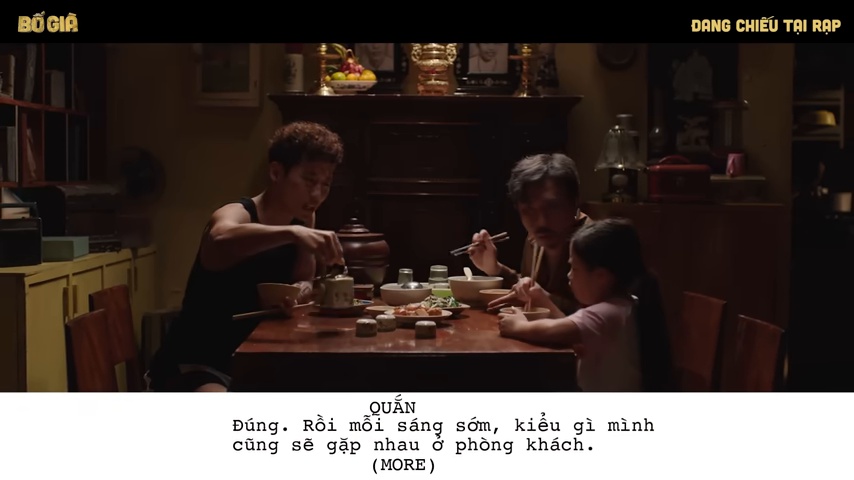 BỐ GIÀ
ĐANG CHIẾU TẠI RẠP
QUẮN
Đúng. Rồi mỗi sáng sớm, kiểu gì mình
cũng sẽ gặp nhau ở phòng khách.
(MORE)